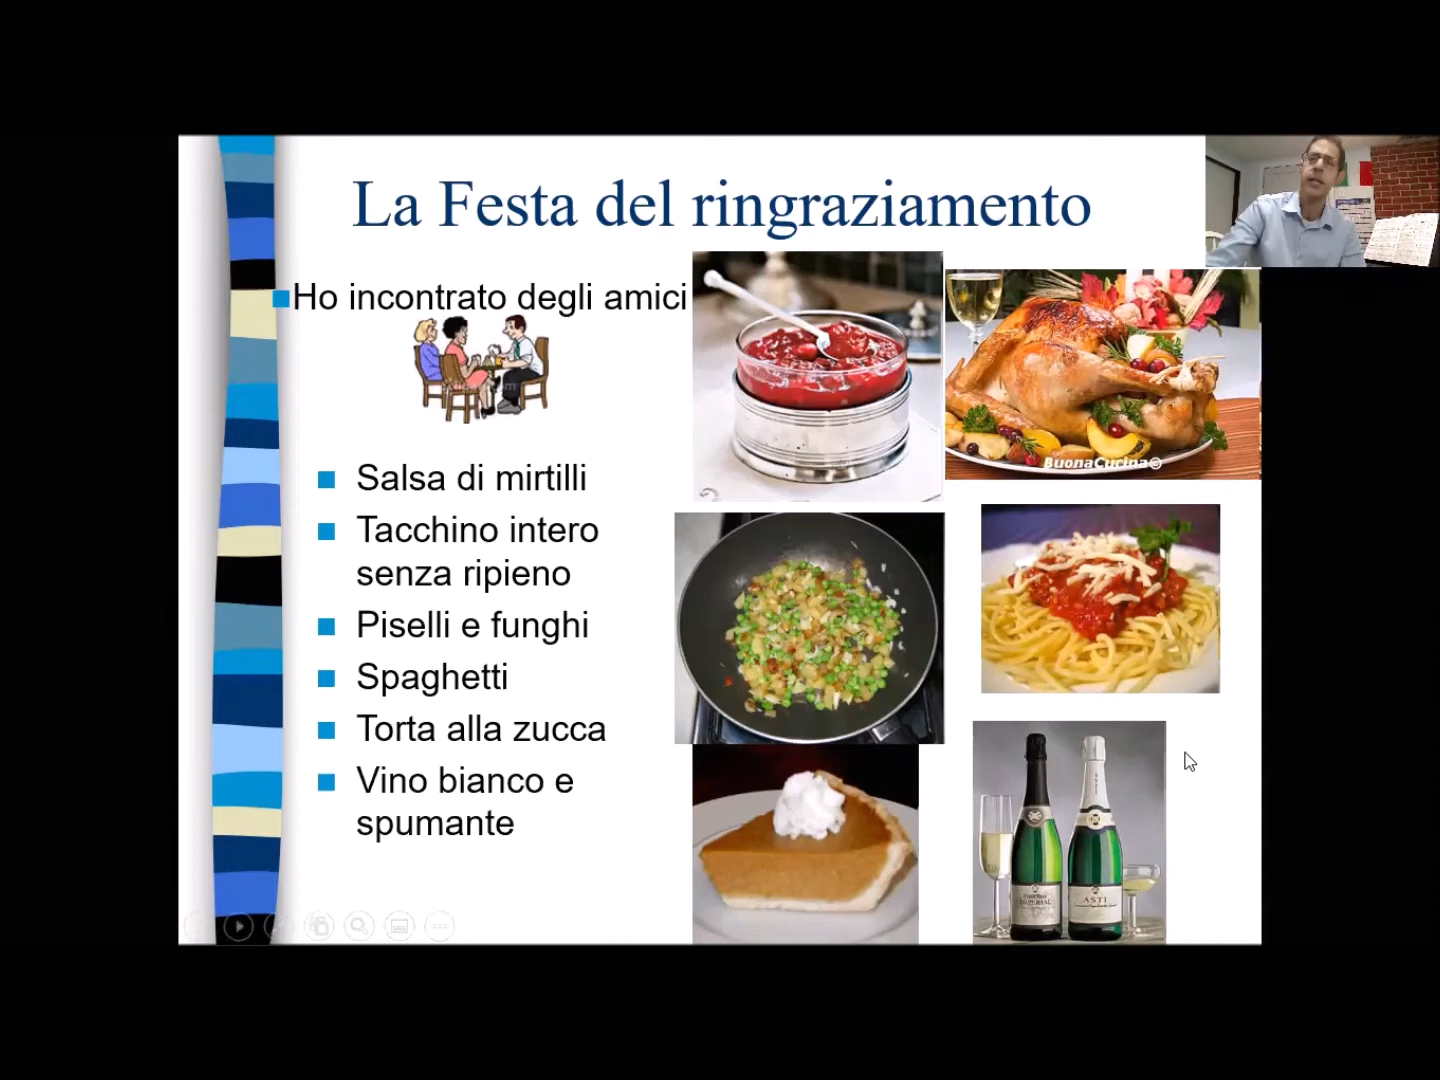 La Festa del ringraziamento
Ho incontrato degli amici
Salsa di mirtilli
Tacchino intero
senza ripieno
Piselli e funghi
Spaghetti
Torta alla zucca
Vino bianco e
spumante
BuonaCucina©
ASTI